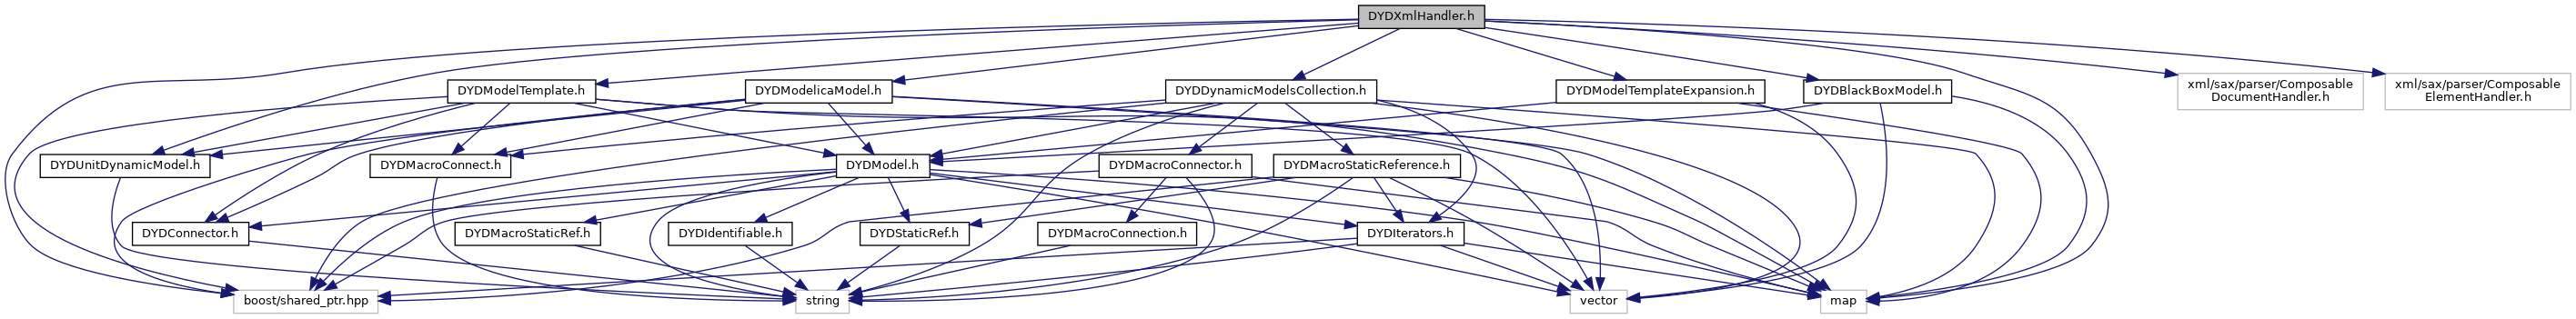 DYDXmlHandler.h
DYDModelTemplate.h
DYDModelicaModel.h
DYDDynamicModelsCollection.h
DYDModelTemplateExpansion.h
DYDBlackBoxModel.h
xml/sax/parser/Composable
DocumentHandler.h
xml/sax/parser/Composable
ElementHandler.h
DYDUnitDynamicModel.h
DYDMacroConnect.h
DYDModel.h
DYDMacroConnector.h
DYDMacroStaticReference.h
DYDConnector.h
DYDMacroStaticRef.h
DYDIdentifiable.h
DYDStaticRef.h
DYDMacroConnection.h
DYDIterators.h
boost/shared_ptr.hpp
string
vector
map